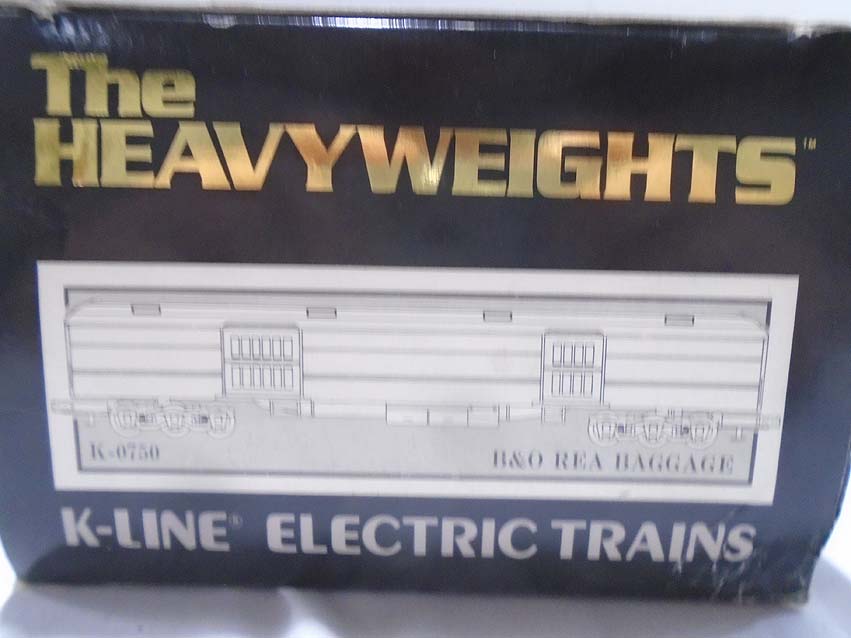 The
HEAVYWEIGHTS™
K-0750 B&O REA BAGGAGE
K-LINE® ELECTRIC TRAINS